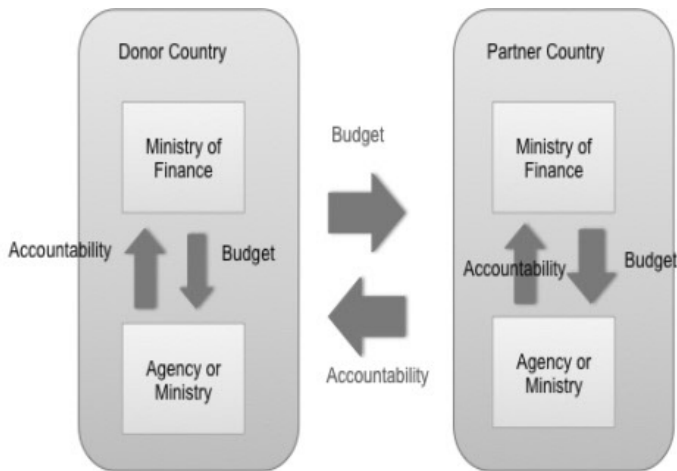 Donor Country
Ministry of
Finance
Accountability
Budget
Agency or
Ministry
Budget
Accountability
Partner Country
Ministry of
Finance
Accountability
Budget
Agency or
Ministry